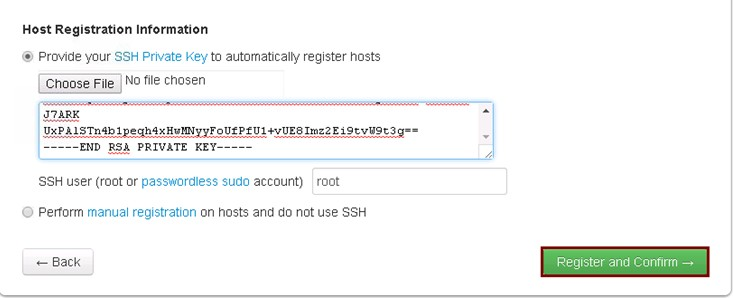 Host Registration Information
Provide your SSH Private Key to automatically register hosts
Choose File No file chosen
J7ARK
UxPA1STn4b1peqh4xHwMNyyFoUfPfU1+vUE8Imz2Ei9tvW9t3g==
-----END RSA PRIVATE KEY-----
SSH user (root or passwordless sudo account) root
Perform manual registration on hosts and do not use SSH
← Back
Register and Confirm →